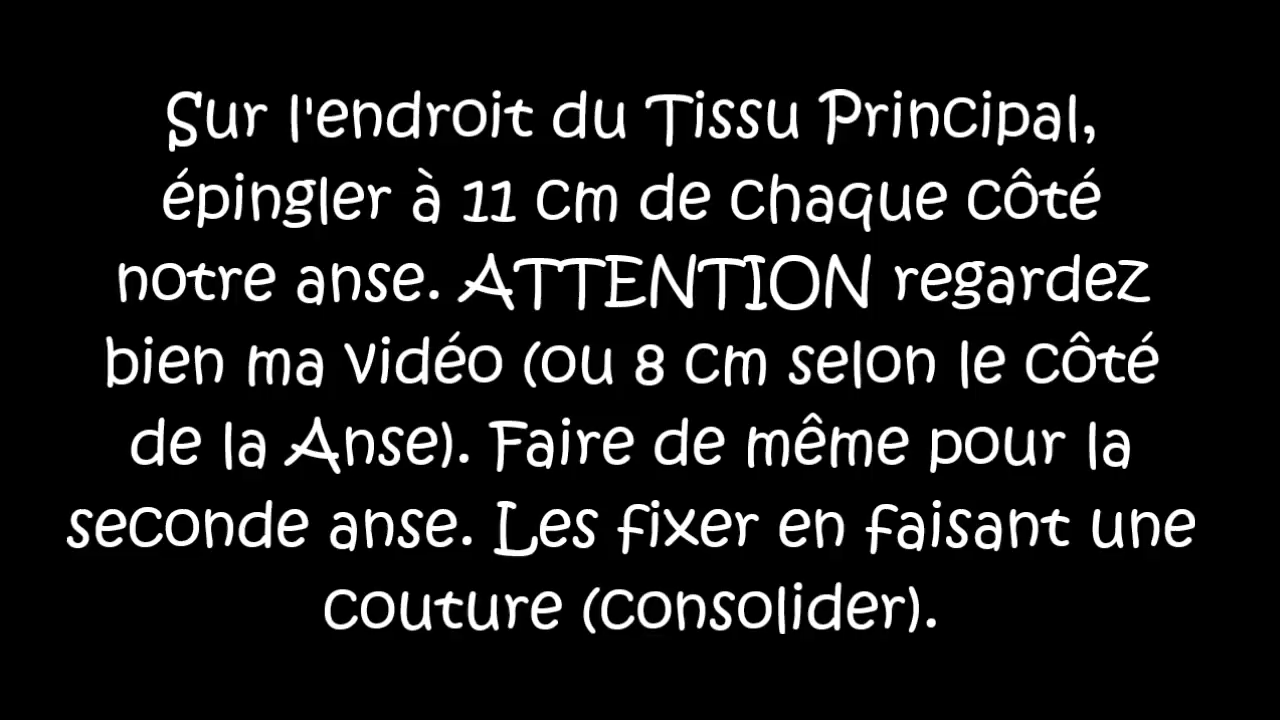 Sur l'endroit du Tissu Principal,
épingler à 11 cm de chaque côté
notre anse. ATTENTION regardez
bien ma vidéo (ou 8 cm selon le côté
de la Anse). Faire de même pour la
seconde anse. Les fixer en faisant une
couture (consolider).